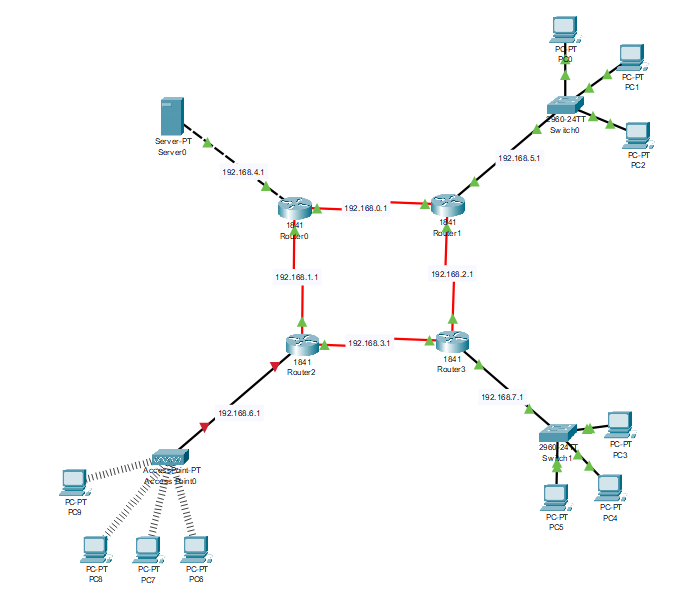 PC-PT
PC0
PC-PT
PC1
2960-24TT
Switch0
PC-PT
PC2
Server-PT
Server0
192.168.4.1
192.168.5.1
192.168.0.1
1841
Router0
1841
Router1
192.168.1.1
192.168.2.1
192.168.3.1
1841
Router2
1841
Router3
192.168.6.1
192.168.7.1
AccessPoint-PT
Access Point0
2960-24TT
Switch1
PC-PT
PC3
PC-PT
PC4
PC-PT
PC5
PC-PT
PC9
PC-PT
PC8
PC-PT
PC7
PC-PT
PC6